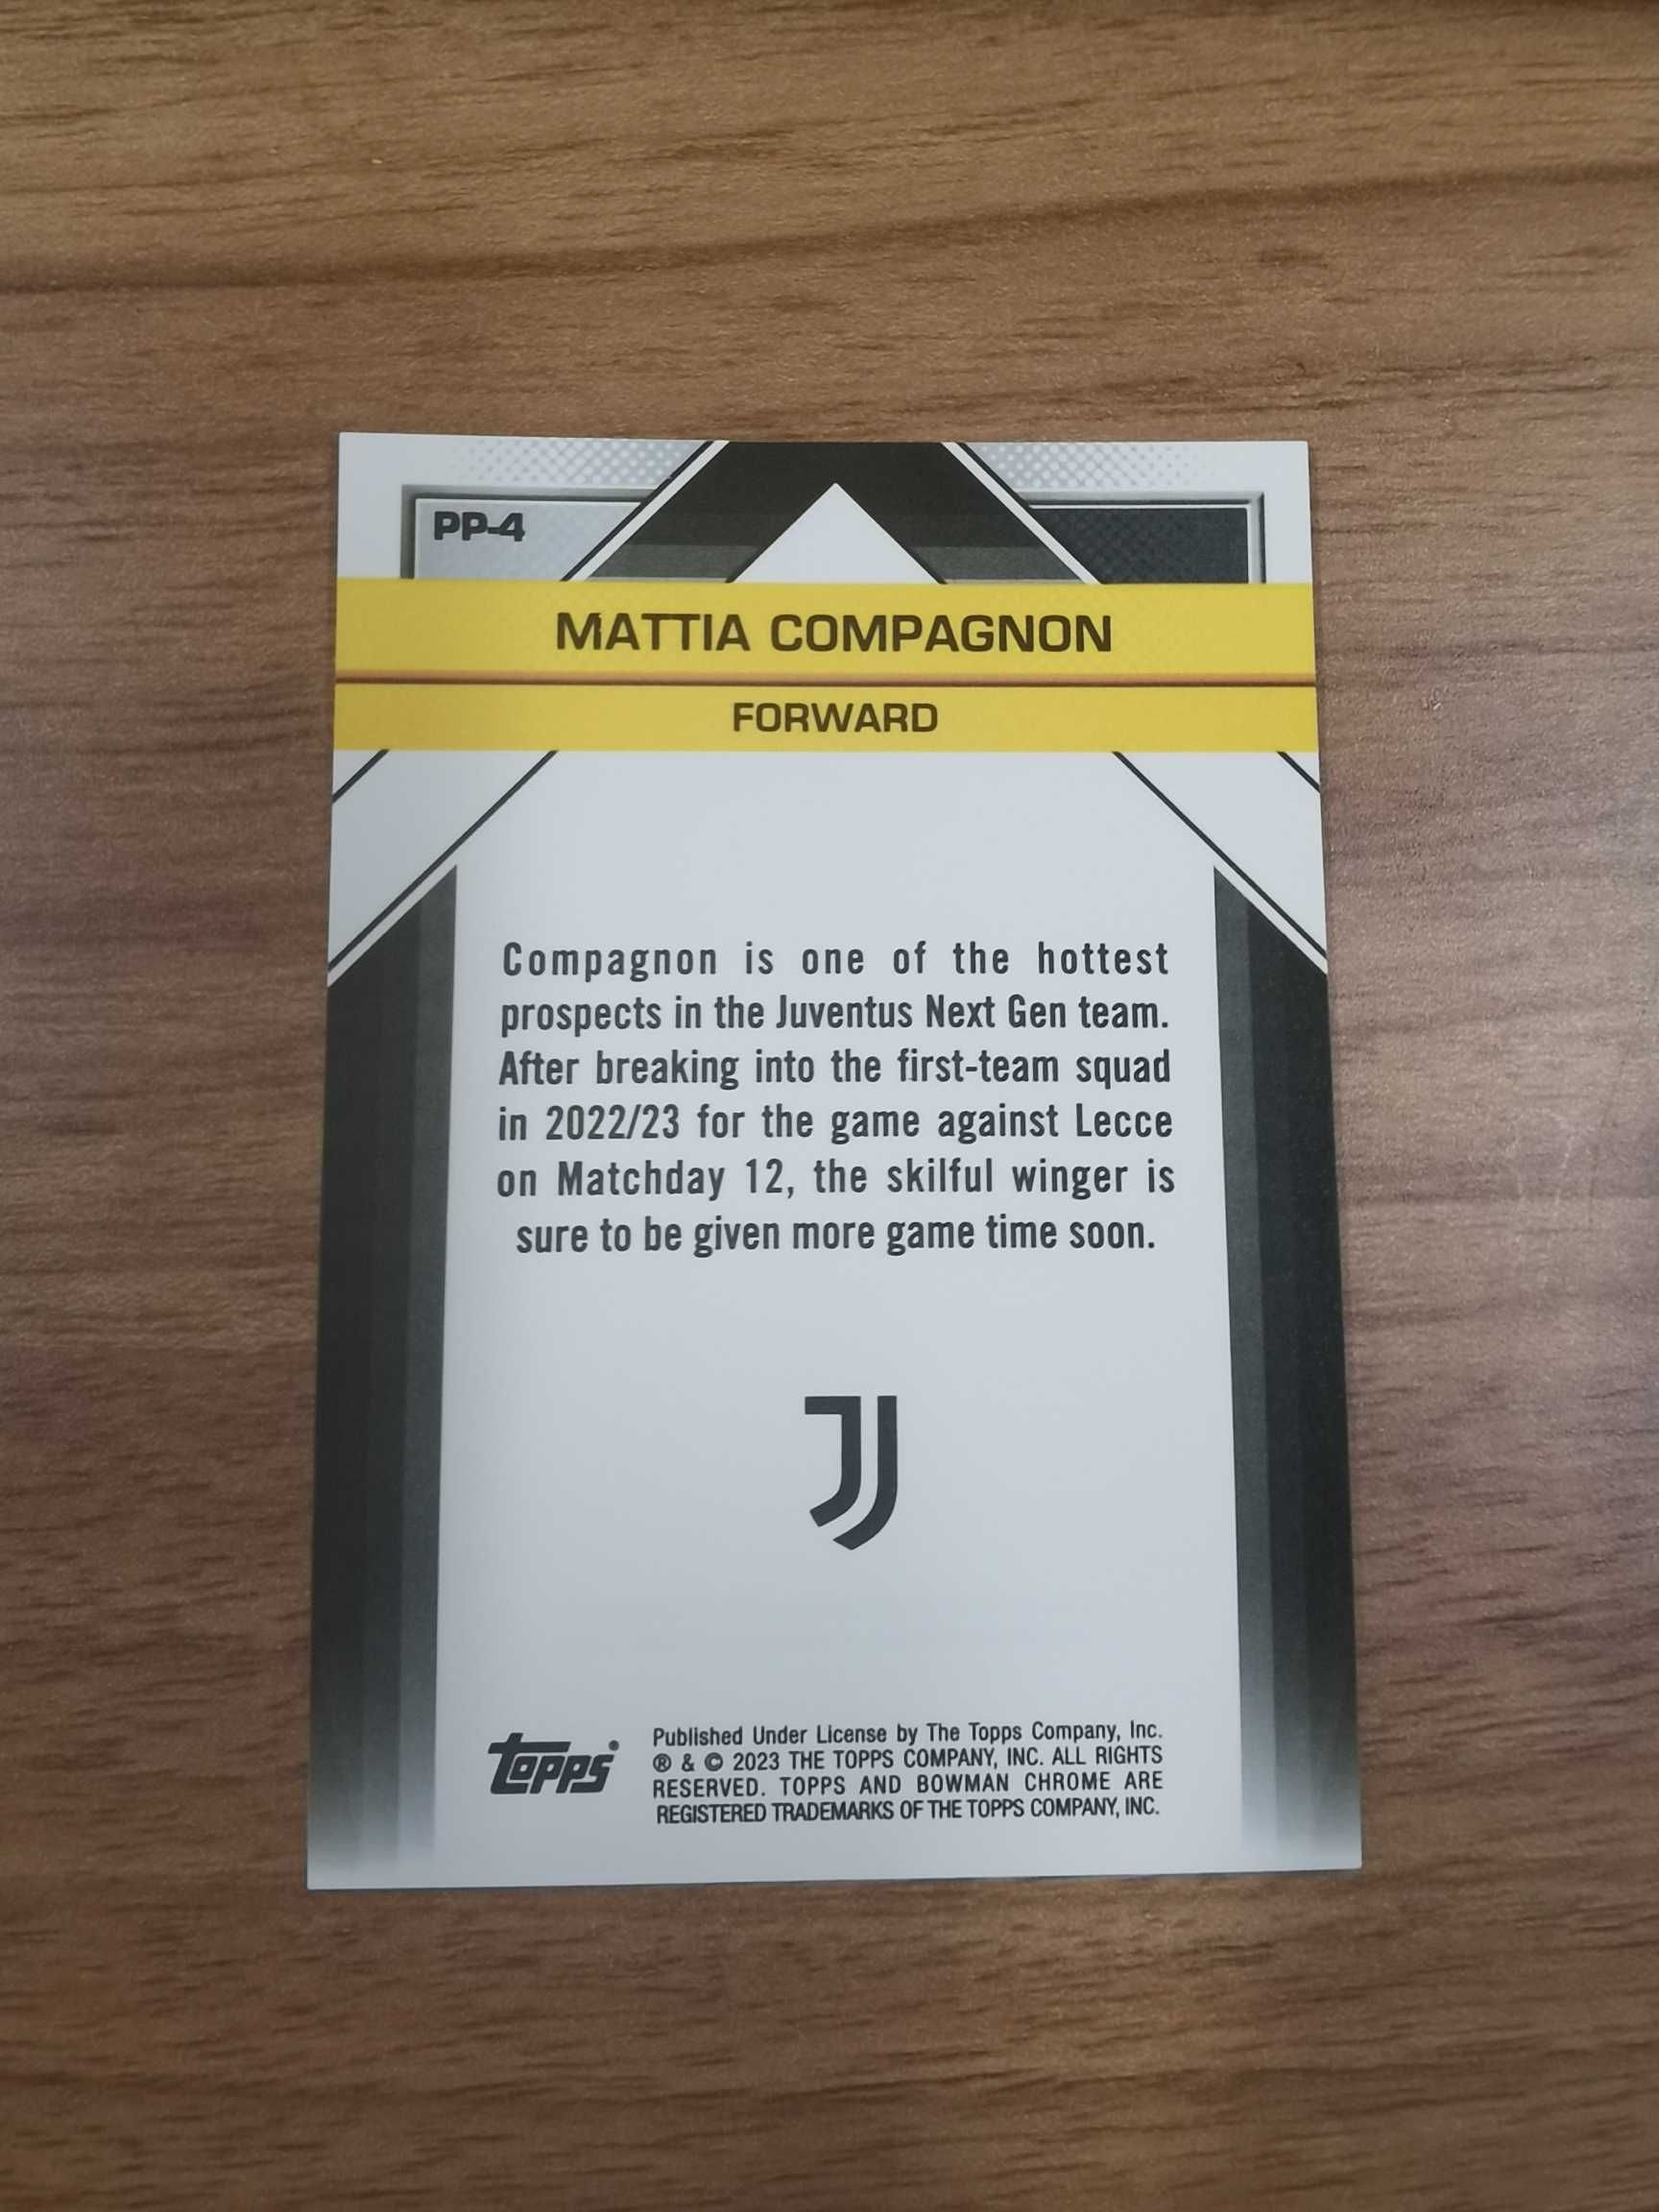 PP-4
MATTIA COMPAGNON
FORWARD
Compagnon is one of the hottest
prospects in the Juventus Next Gen team.
After breaking into the first-team squad
in 2022/23 for the game against Lecce
on Matchday 12, the skilful winger is
sure to be given more game time soon.
topps®
Published Under License by The Topps Company, Inc.
® & © 2023 THE TOPPS COMPANY, INC. ALL RIGHTS
RESERVED. TOPPS AND BOWMAN CHROME ARE
REGISTERED TRADEMARKS OF THE TOPPS COMPANY, INC.